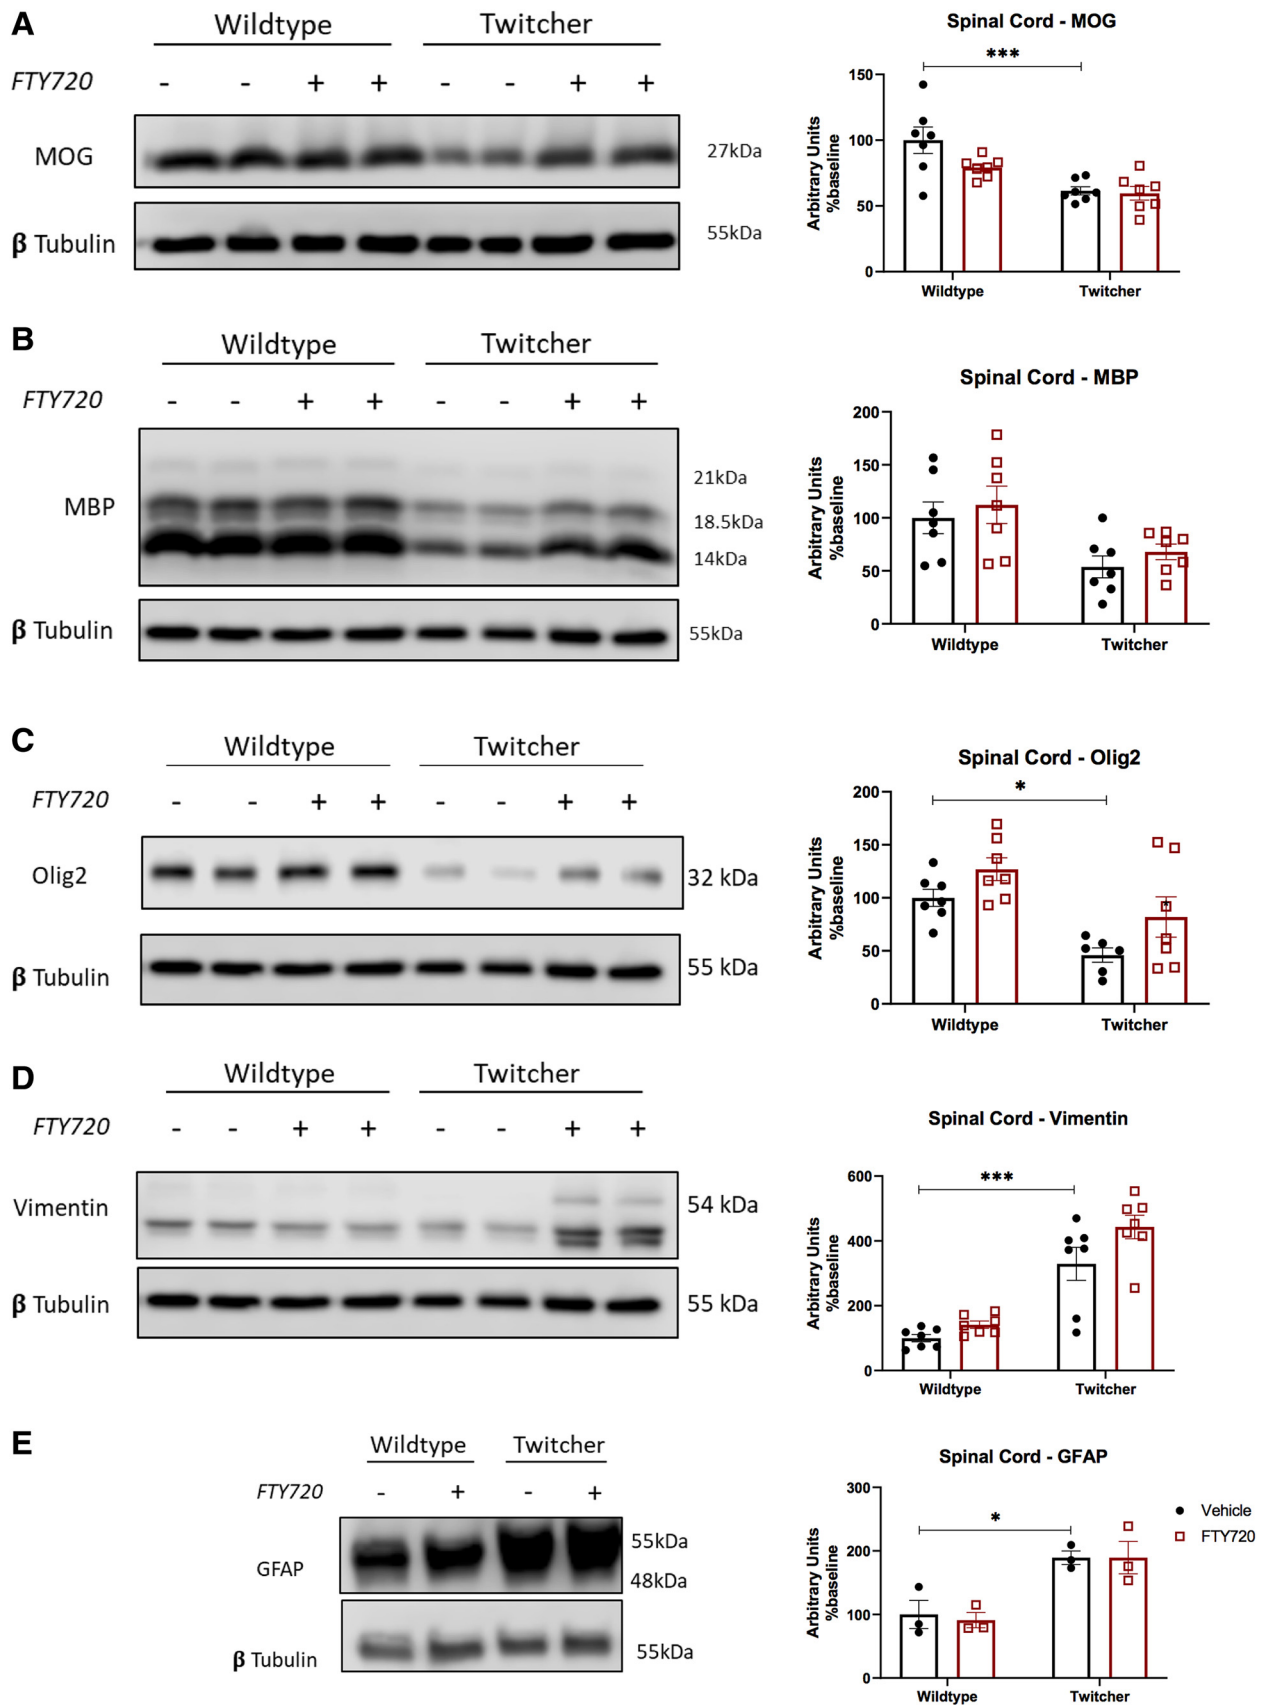 A
Wildtype Twitcher
FTY720 - - + + - - + +
MOG 27kDa
β Tubulin 55kDa
Spinal Cord - MOG
***
Arbitrary Units
%baseline
150
100
50
0
Wildtype Twitcher
B
Wildtype Twitcher
FTY720 - - + + - - + +
MBP
21kDa
18.5kDa
14kDa
β Tubulin 55kDa
Spinal Cord - MBP
Arbitrary Units
%baseline
200
150
100
50
0
Wildtype Twitcher
C
Wildtype Twitcher
FTY720 - - + + - - + +
Olig2 32 kDa
β Tubulin 55 kDa
Spinal Cord - Olig2
*
Arbitrary Units
%baseline
200
150
100
50
0
Wildtype Twitcher
D
Wildtype Twitcher
FTY720 - - + + - - + +
Vimentin 54 kDa
β Tubulin 55 kDa
Spinal Cord - Vimentin
***
Arbitrary Units
%baseline
600
400
200
0
Wildtype Twitcher
E
Wildtype Twitcher
FTY720 - + - +
GFAP
55kDa
48kDa
β Tubulin 55kDa
Spinal Cord - GFAP
*
Arbitrary Units
%baseline
300
200
100
0
Wildtype Twitcher
Vehicle
FTY720